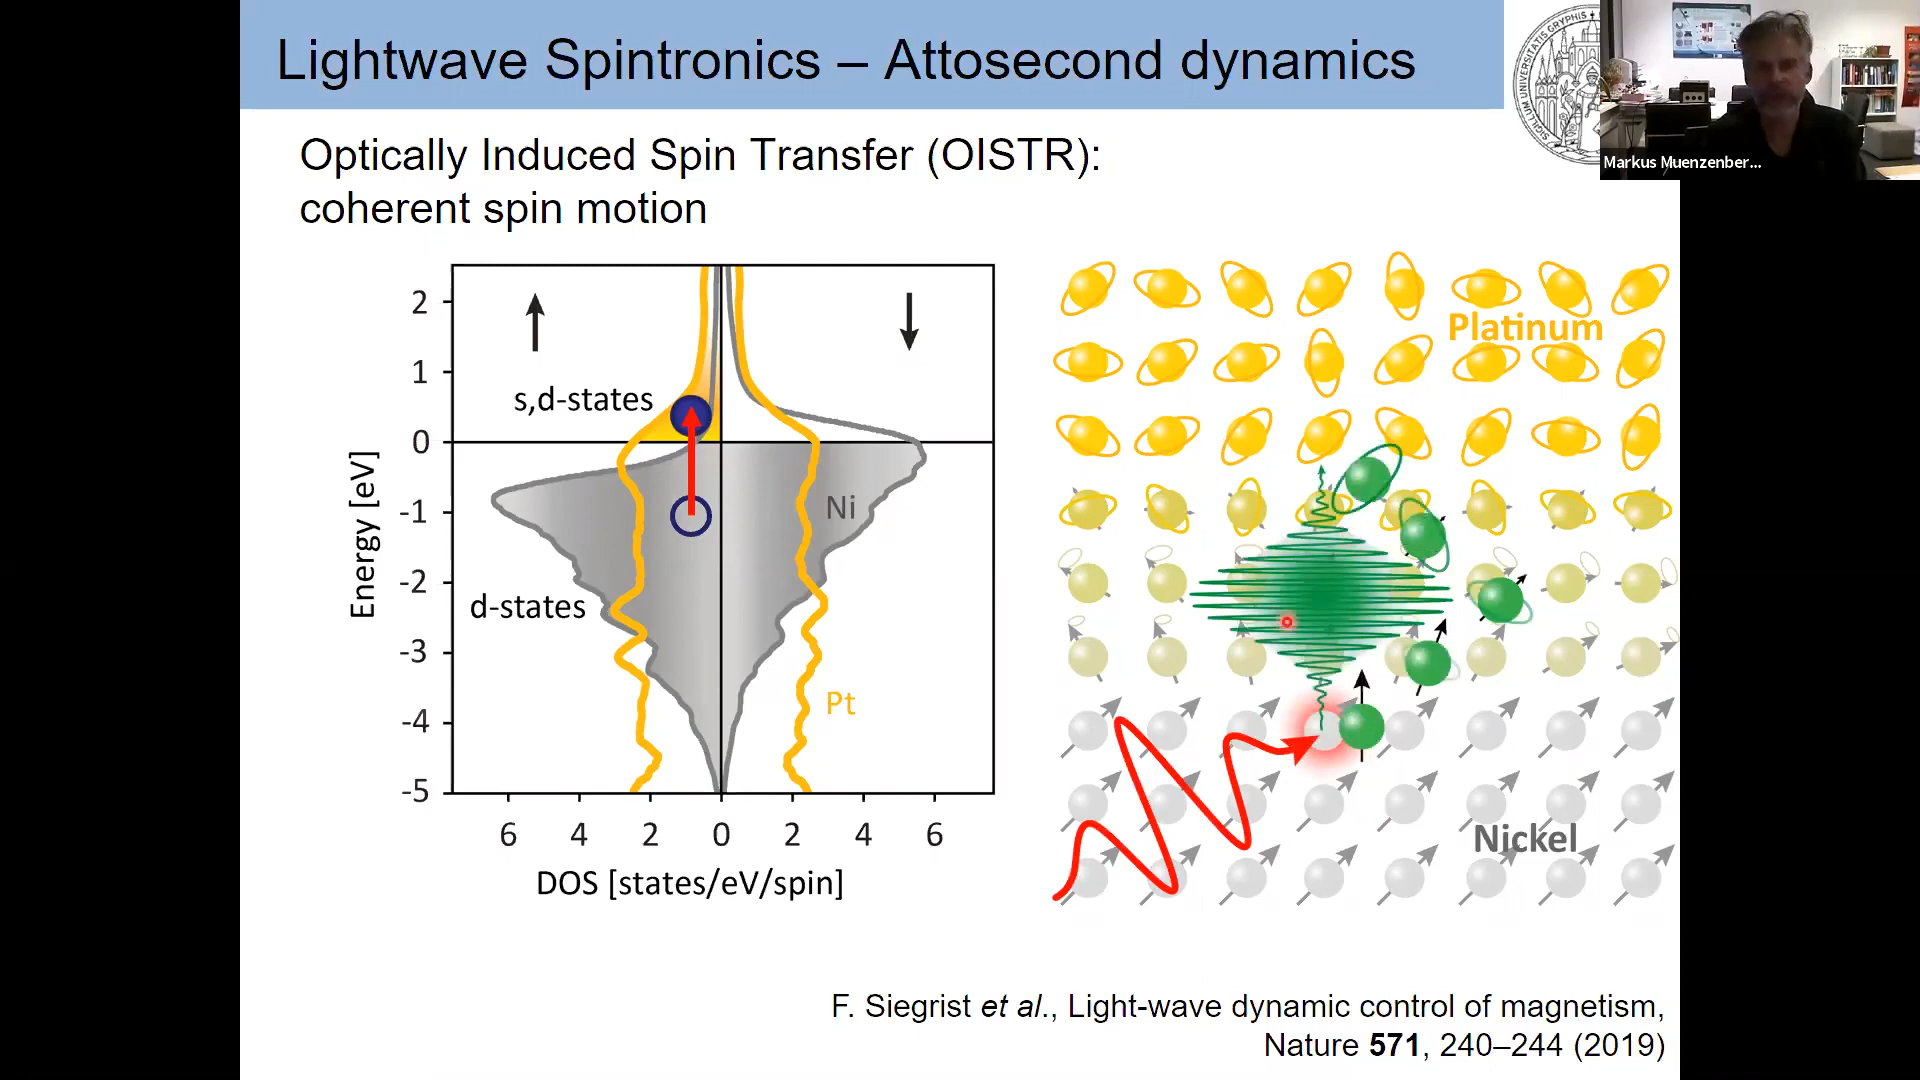 Lightwave Spintronics – Attosecond dynamics
Markus Muenzenber...
Optically Induced Spin Transfer (OISTR):
coherent spin motion
2
1
0
-1
-2
-3
-4
-5
Energy [eV]
s,d-states
d-states
Ni
Pt
6 4 2 0 2 4 6
DOS [states/eV/spin]
Platinum
Nickel
F. Siegrist et al., Light-wave dynamic control of magnetism,
Nature 571, 240–244 (2019)